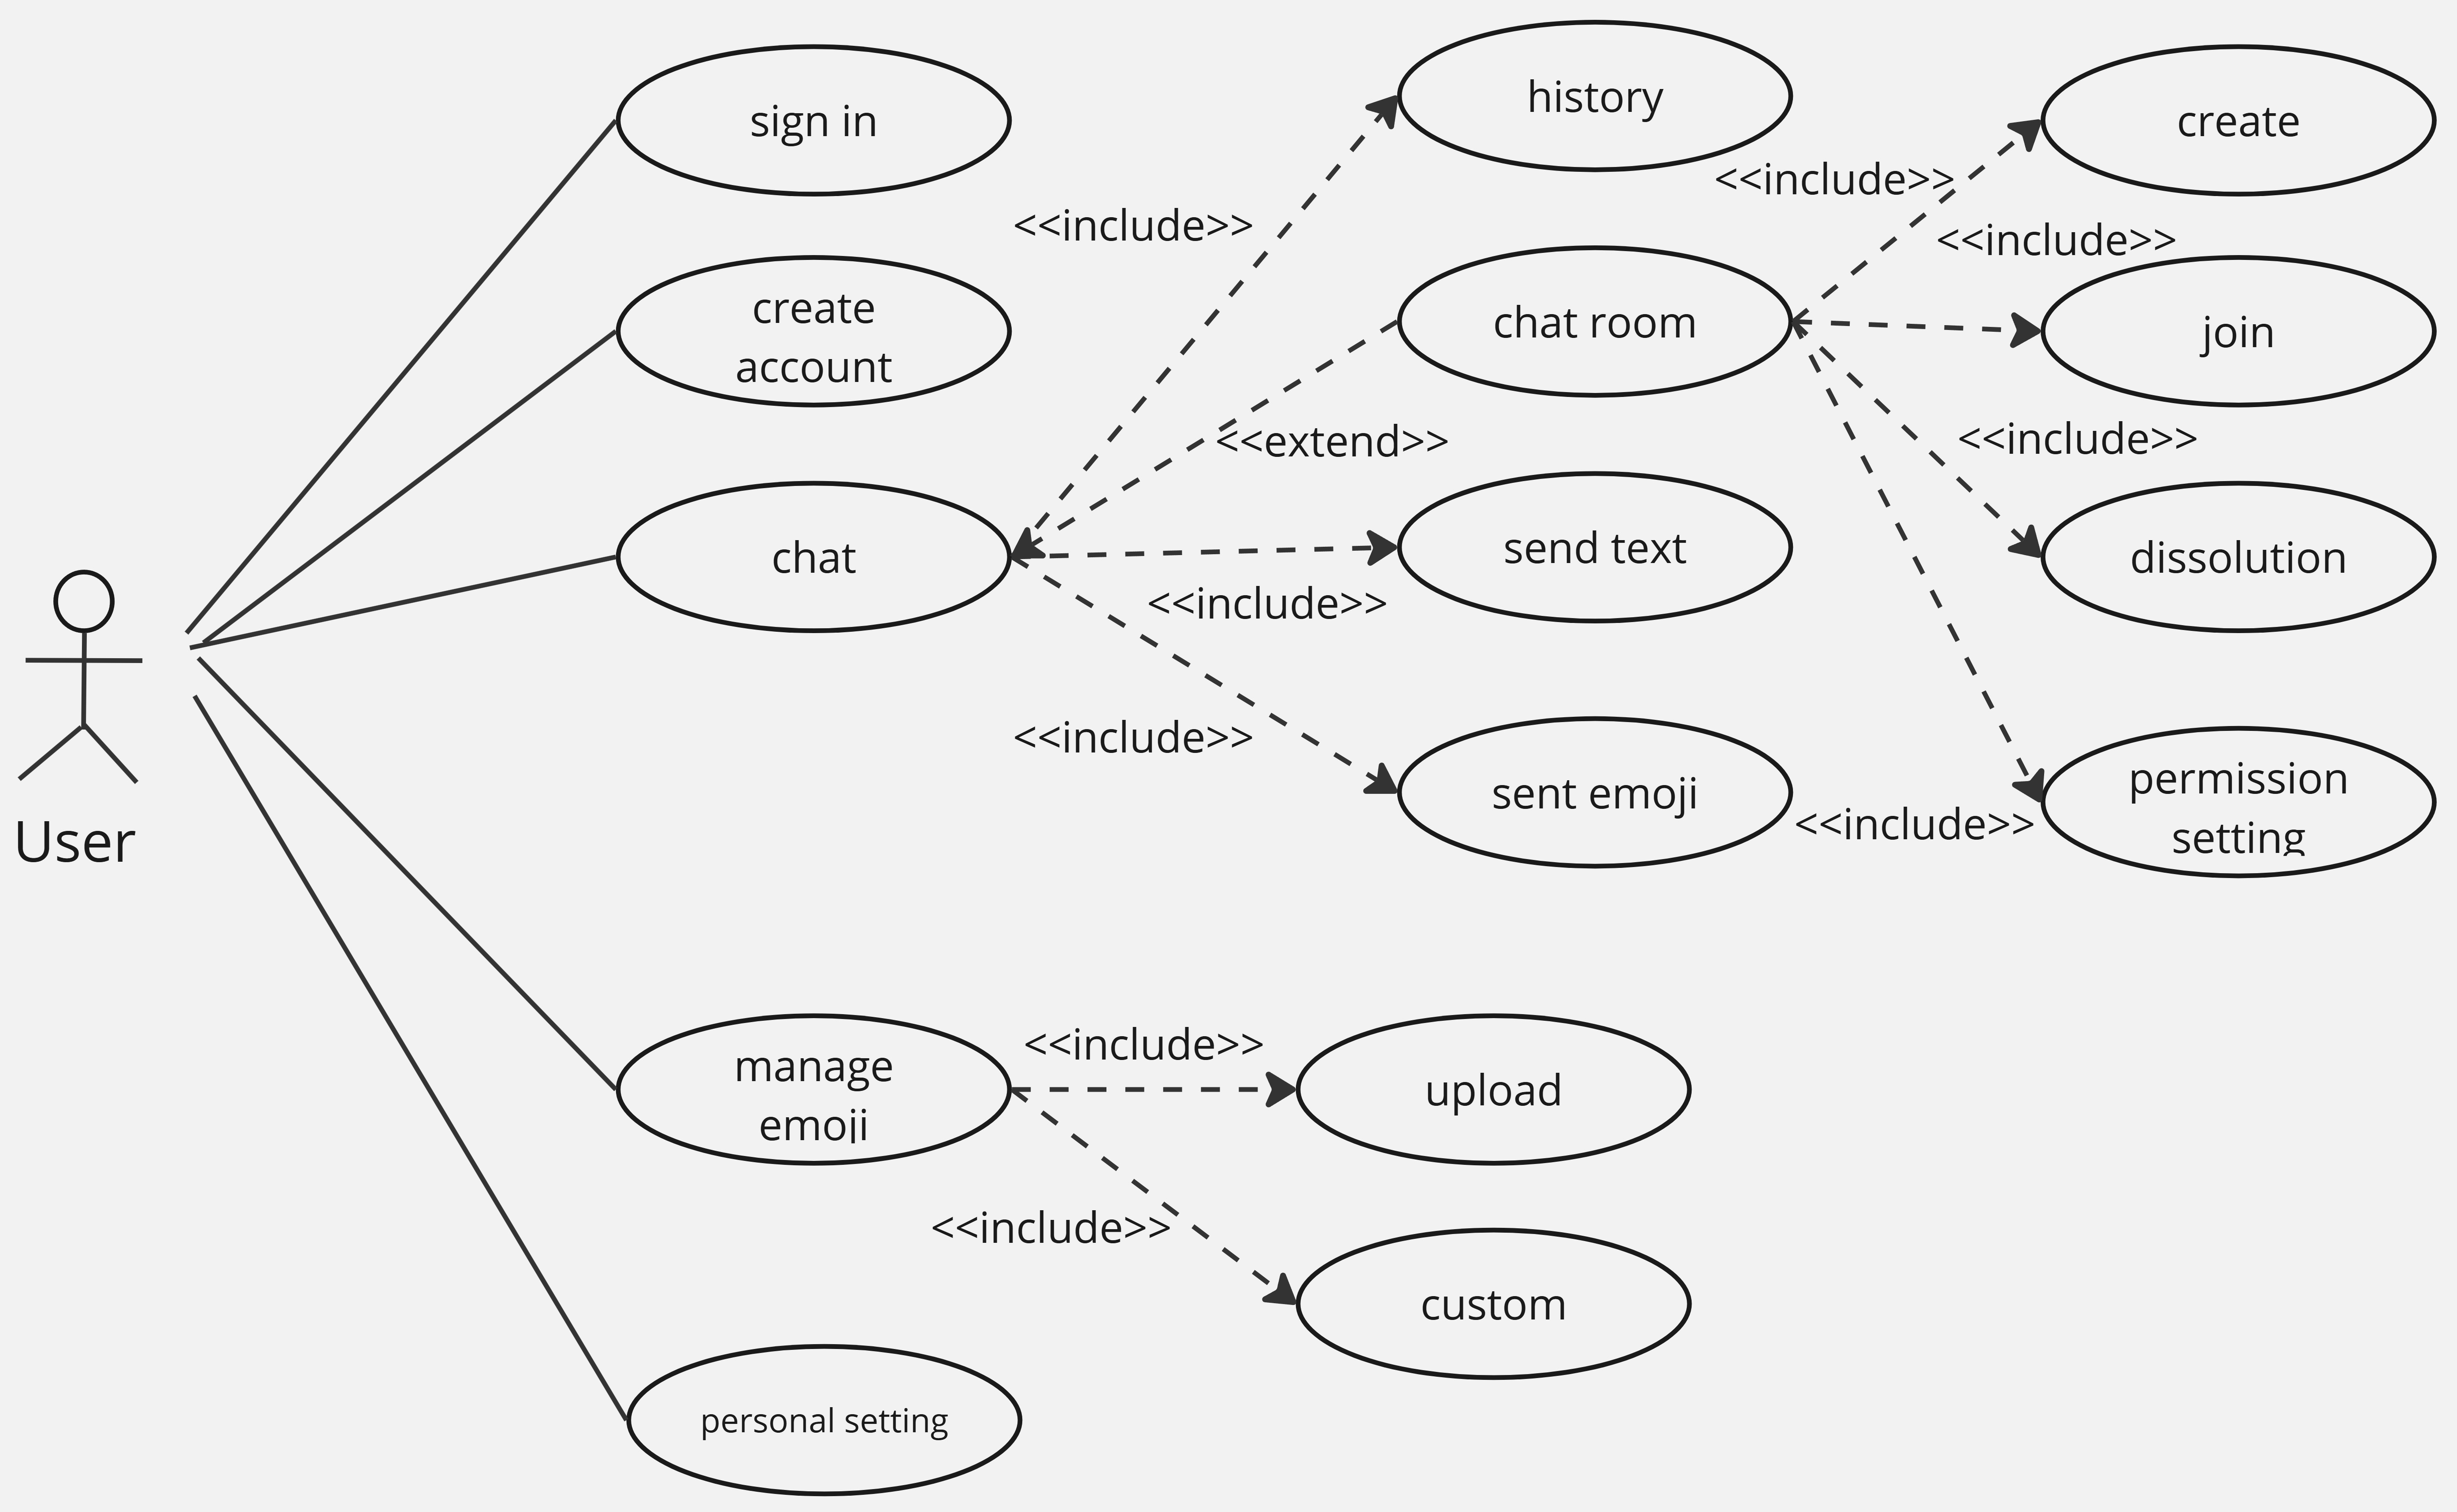 history
sign in
create
<<include>>
<<include>>
<<include>>
create
account
chat room
join
<<extend>>
<<include>>
chat
send text
dissolution
<<include>>
<<include>>
sent emoji
permission
setting
<<include>>
User
<<include>>
manage
emoji
upload
<<include>>
custom
personal setting